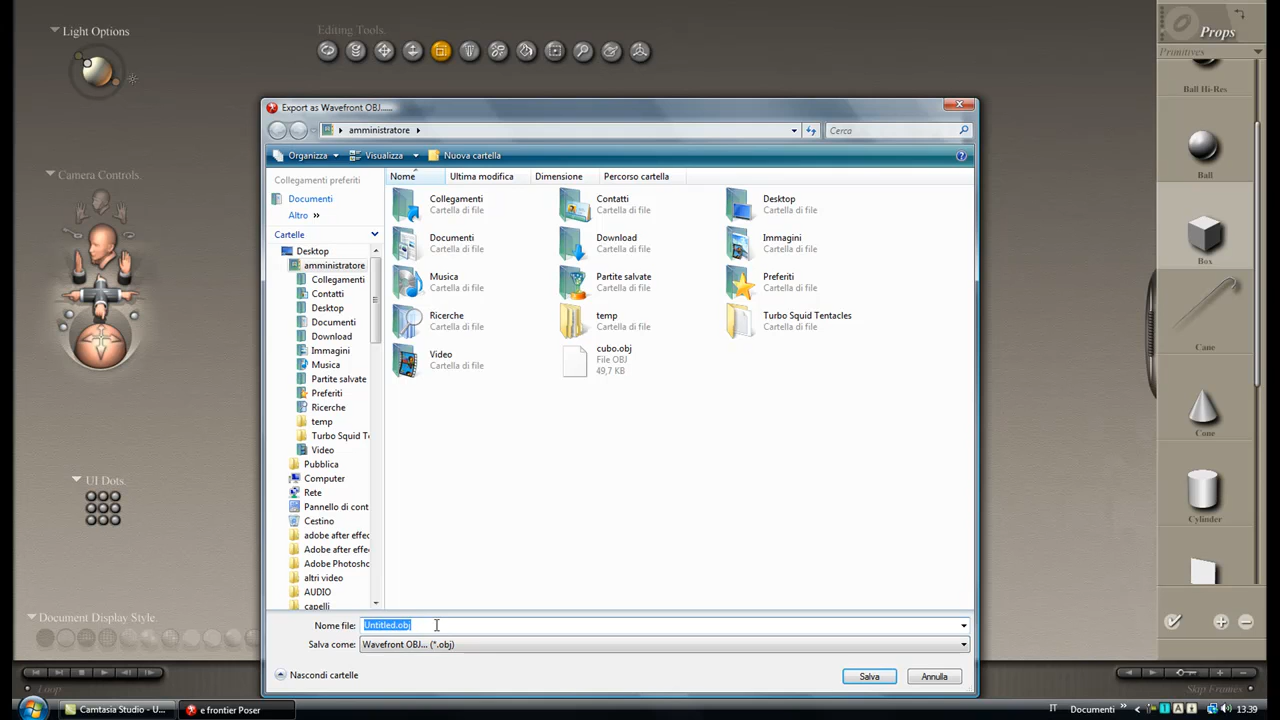 Light Options
Editing Tools.
Props
Primitives
Ball Hi-Res
Ball
Box
Cane
Cone
Cylinder
Camera Controls.
UI Dots.
Document Display Style.
Loop
Skip Frames
Export as Wavefront OBJ......
amministratore
Cerca
Organizza
Visualizza
Nuova cartella
Collegamenti preferiti
Documenti
Altro »
Cartelle
Desktop
amministratore
Collegamenti
Contatti
Desktop
Documenti
Download
Immagini
Musica
Partite salvate
Preferiti
Ricerche
temp
Turbo Squid Te
Video
Pubblica
Computer
Rete
Pannello di cont
Cestino
adobe after effec
Adobe After effe
Adobe Photosho
altri video
AUDIO
capelli
Nome Ultima modifica Dimensione Percorso cartella
Collegamenti
Cartella di file
Contatti
Cartella di file
Desktop
Cartella di file
Documenti
Cartella di file
Download
Cartella di file
Immagini
Cartella di file
Musica
Cartella di file
Partite salvate
Cartella di file
Preferiti
Cartella di file
Ricerche
Cartella di file
temp
Cartella di file
Turbo Squid Tentacles
Cartella di file
Video
Cartella di file
cubo.obj
File OBJ
49,7 KB
Nome file: Untitled.obj
Salva come: Wavefront OBJ... (*.obj)
Nascondi cartelle
Salva
Annulla
Camtasia Studio - U...
e frontier Poser
IT
Documenti »
13.39